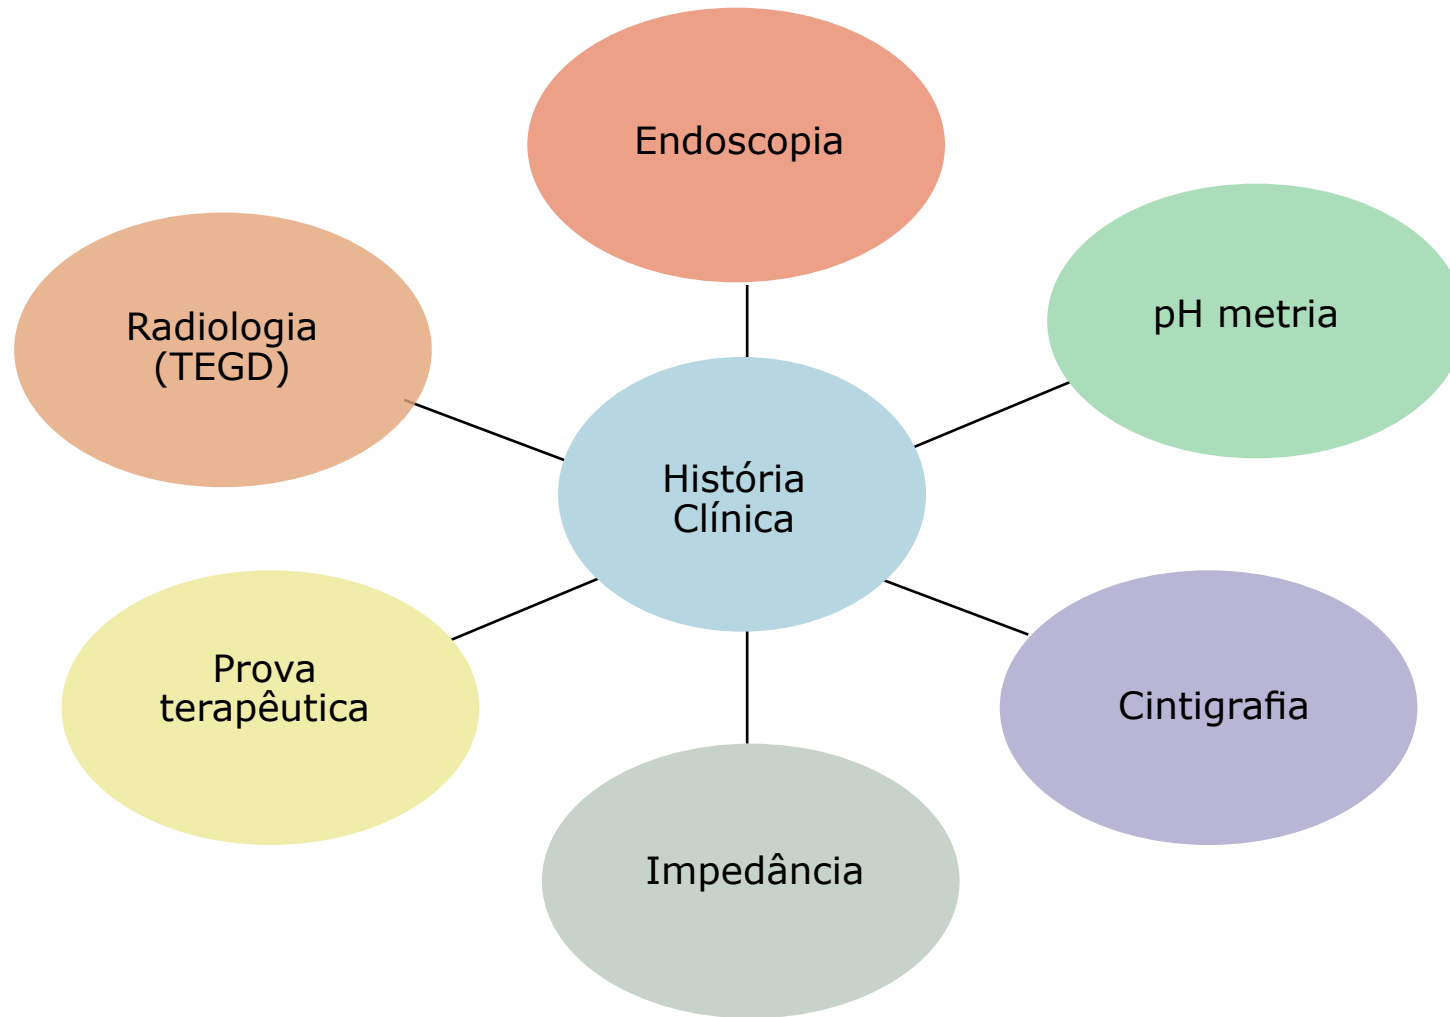 Endoscopia
pH metria
Radiologia
(TEGD)
História
Clínica
Prova
terapêutica
Cintigrafia
Impedância